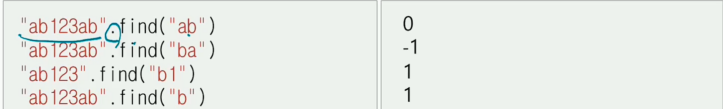 "ab123ab".find("ab")
"ab123ab".find("ba")
"ab123".find("b1")
"ab123ab".find("b")
0
-1
1
1